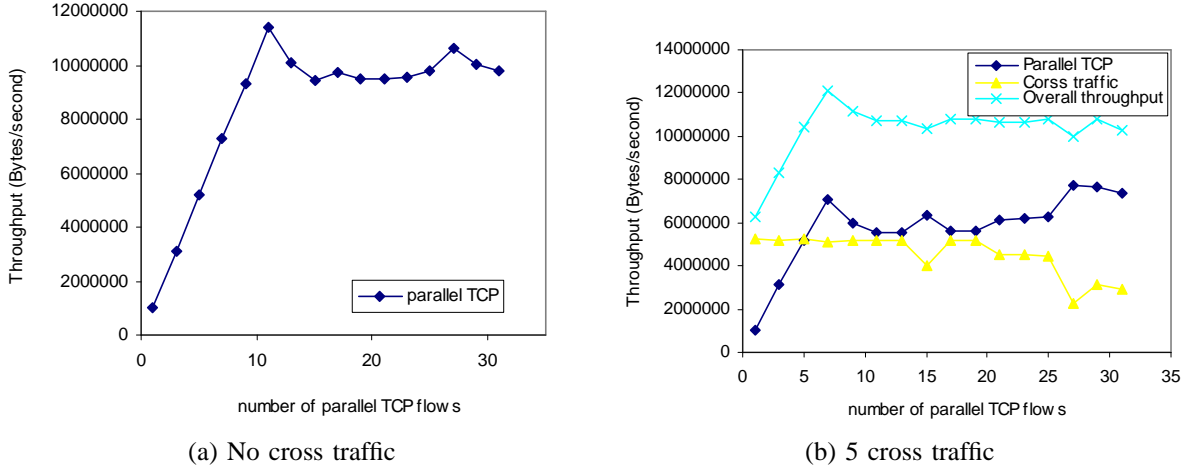 12000000
10000000
8000000
6000000
4000000
2000000
0
Throughput (Bytes/second)
parallel TCP
0 10 20 30
number of parallel TCP flows
(a) No cross traffic
14000000
12000000
10000000
8000000
6000000
4000000
2000000
0
Throughput (Bytes/second)
Parallel TCP
Corss traffic
Overall throughput
0 5 10 15 20 25 30 35
number of parallel TCP flows
(b) 5 cross traffic